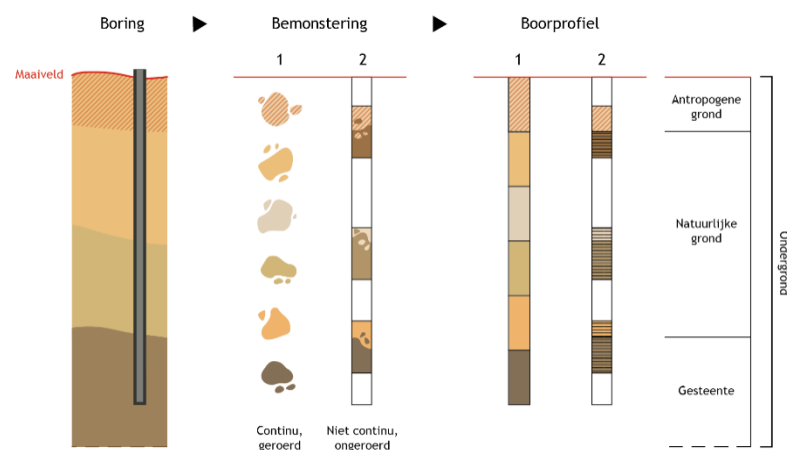 Boring ► Bemonstering ► Boorprofiel
1 2 1 2
Maaiveld
Antropogene
grond
Natuurlijke
grond
Ondergrond
Gesteente
Continu,
geroerd
Niet continu,
ongeroerd